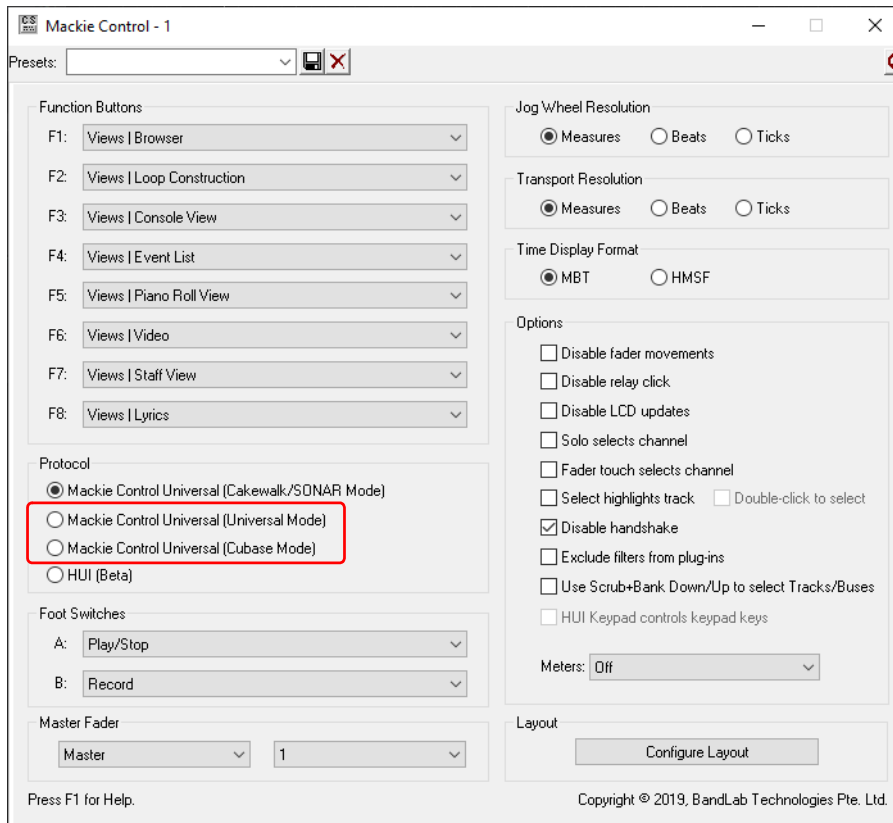 Mackie Control - 1
Presets:
Function Buttons
F1: Views | Browser
F2: Views | Loop Construction
F3: Views | Console View
F4: Views | Event List
F5: Views | Piano Roll View
F6: Views | Video
F7: Views | Staff View
F8: Views | Lyrics
Protocol
Mackie Control Universal (Cakewalk/SONAR Mode)
Mackie Control Universal (Universal Mode)
Mackie Control Universal (Cubase Mode)
HUI (Beta)
Foot Switches
A: Play/Stop
B: Record
Master Fader
Master 1
Press F1 for Help.
Jog Wheel Resolution
Measures Beats Ticks
Transport Resolution
Measures Beats Ticks
Time Display Format
MBT HMSF
Options
Disable fader movements
Disable relay click
Disable LCD updates
Solo selects channel
Fader touch selects channel
Select highlights track Double-click to select
Disable handshake
Exclude filters from plug-ins
Use Scrub+Bank Down/Up to select Tracks/Buses
HUI Keypad controls keypad keys
Meters: Off
Layout
Configure Layout
Copyright © 2019, BandLab Technologies Pte. Ltd.